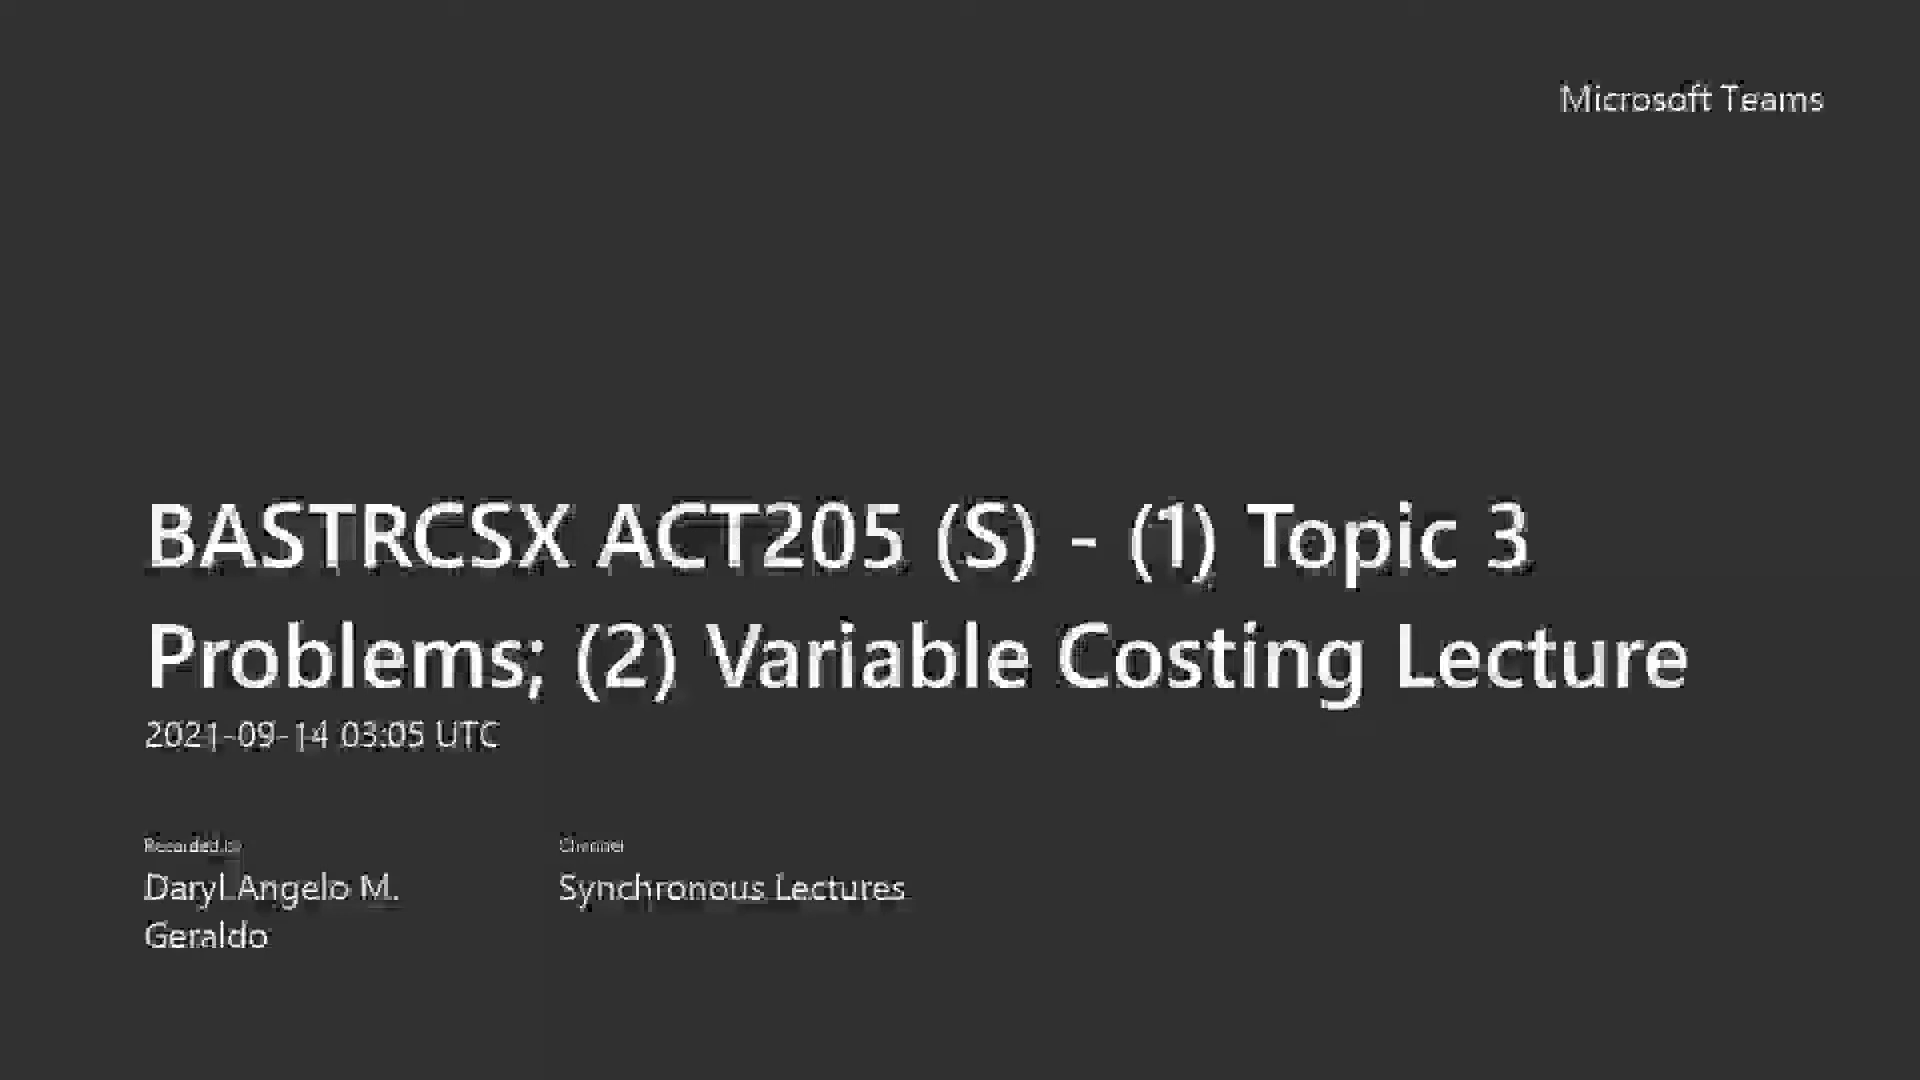 Microsoft Teams
BASTRCSX ACT205 (S) - (1) Topic 3
Problems; (2) Variable Costing Lecture
2021-09-14 03:05 UTC
Recorded by
Channel
Daryl Angelo M.
Geraldo
Synchronous Lectures